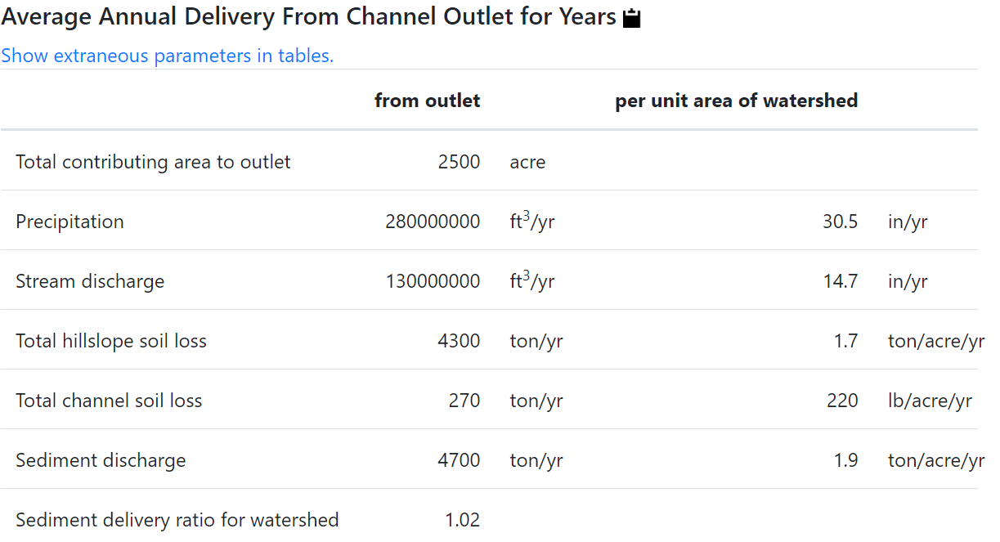 Average Annual Delivery From Channel Outlet for Years
Show extraneous parameters in tables.
from outlet per unit area of watershed
Total contributing area to outlet 2500 acre
Precipitation 280000000 ft³/yr 30.5 in/yr
Stream discharge 130000000 ft³/yr 14.7 in/yr
Total hillslope soil loss 4300 ton/yr 1.7 ton/acre/yr
Total channel soil loss 270 ton/yr 220 lb/acre/yr
Sediment discharge 4700 ton/yr 1.9 ton/acre/yr
Sediment delivery ratio for watershed 1.02